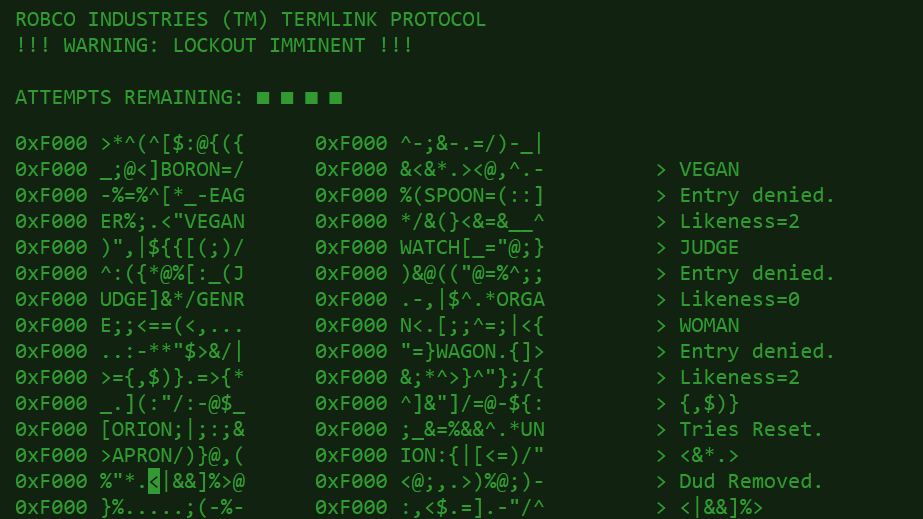 ROBCO INDUSTRIES (TM) TERMLINK PROTOCOL
!!! WARNING: LOCKOUT IMMINENT !!!
ATTEMPTS REMAINING: ■ ■ ■ ■
0xF000 >*^(^[$:@{({ 0xF000 ^-;&-.=/)-_|
0xF000 _;@<]BORON=/ 0xF000 &<&*.><@,^.- > VEGAN
0xF000 -%=%^[*_-EAG 0xF000 %(SPOON=(::] > Entry denied.
0xF000 ER%;.<"VEGAN 0xF000 */&(}<&=&__^ > Likeness=2
0xF000 )",|${{[(;)/ 0xF000 WATCH[_="@;} > JUDGE
0xF000 ^:({*@%[:_(J 0xF000 )&@(("@=%^;; > Entry denied.
0xF000 UDGE]&*/GENR 0xF000 .-,|$^.*ORGA > Likeness=0
0xF000 E;;<==(<,... 0xF000 N<.[;;^=;|<{ > WOMAN
0xF000 ..:-**"$>&/| 0xF000 "=}WAGON.{]> > Entry denied.
0xF000 >={,$)}.=>{* 0xF000 &;*^>}^"};/{ > Likeness=2
0xF000 _.](:"/:-@$_ 0xF000 ^]&"]/=@-${: > {,$)}
0xF000 [ORION;|;:;& 0xF000 ;_&=%&&^.*UN > Tries Reset.
0xF000 >APRON/)}@,( 0xF000 ION:{|[<=)/" > <&*.>
0xF000 %"*.<|&&]%>@ 0xF000 <@;,.>)%@;)- > Dud Removed.
0xF000 }%.....;(-%- 0xF000 :,<$.=].-"/^ > <|&&]%>